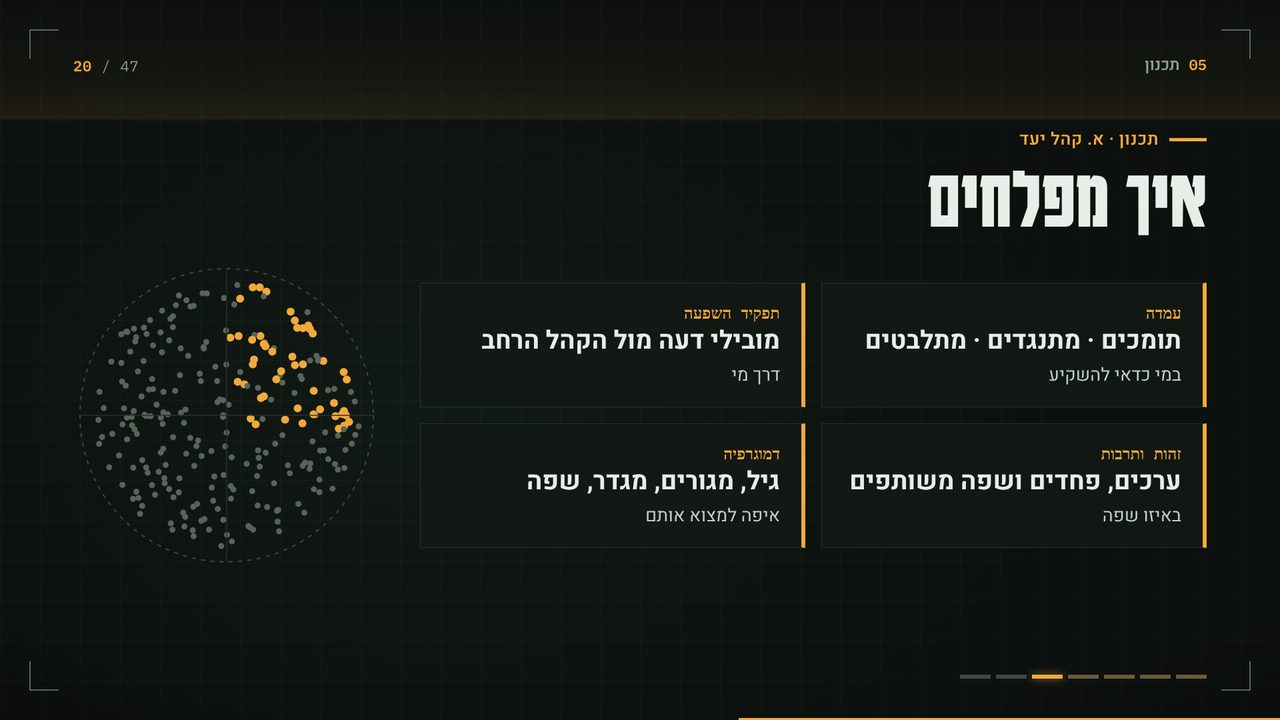 05 תכנון
20 / 47
תכנון · א. קהל יעד
איך מפלחים
עמדה
תומכים · מתנגדים · מתלבטים
במי כדאי להשקיע
תפקיד השפעה
מובילי דעה מול הקהל הרחב
דרך מי
זהות ותרבות
ערכים, פחדים ושפה משותפים
באיזו שפה
דמוגרפיה
גיל, מגורים, מגדר, שפה
איפה למצוא אותם